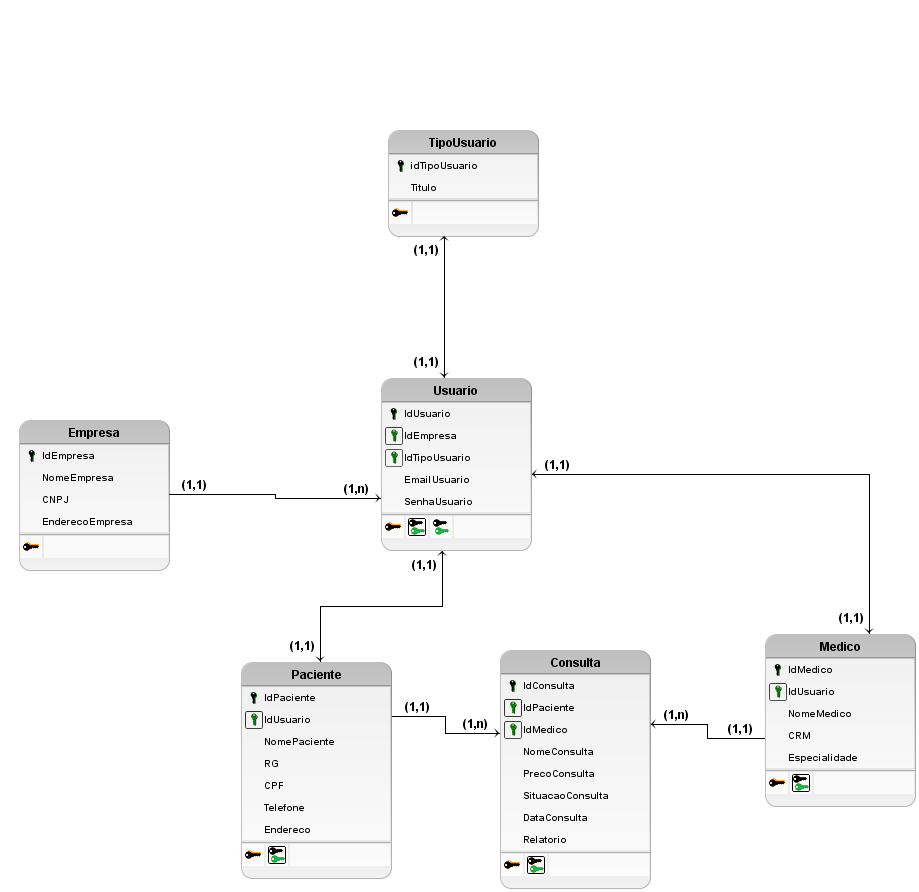 TipoUsuario
idTipoUsuario
Titulo
(1,1)
(1,1)
Usuario
IdUsuario
IdEmpresa
IdTipoUsuario
EmailUsuario
SenhaUsuario
Empresa
IdEmpresa
NomeEmpresa
CNPJ
EnderecoEmpresa
(1,1)
(1,n)
(1,1)
(1,1)
(1,1)
(1,1)
Paciente
IdPaciente
IdUsuario
NomePaciente
RG
CPF
Telefone
Endereco
(1,1)
(1,n)
Consulta
IdConsulta
IdPaciente
IdMedico
NomeConsulta
PrecoConsulta
SituacaoConsulta
DataConsulta
Relatorio
(1,n)
(1,1)
Medico
IdMedico
IdUsuario
NomeMedico
CRM
Especialidade